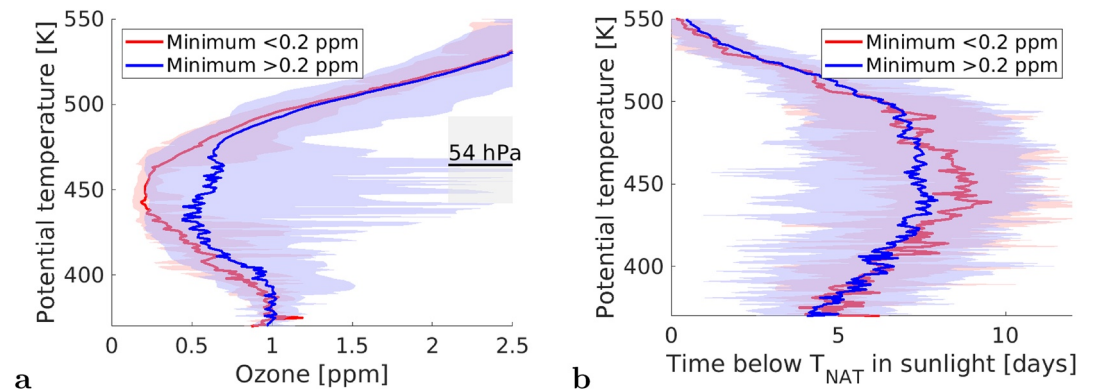 Potential temperature [K]
550
500
450
400
Minimum <0.2 ppm
Minimum >0.2 ppm
54 hPa
0
0.5
1
1.5
2
2.5
Ozone [ppm]
a
Potential temperature [K]
550
500
450
400
Minimum <0.2 ppm
Minimum >0.2 ppm
0
5
10
Time below T_NAT in sunlight [days]
b